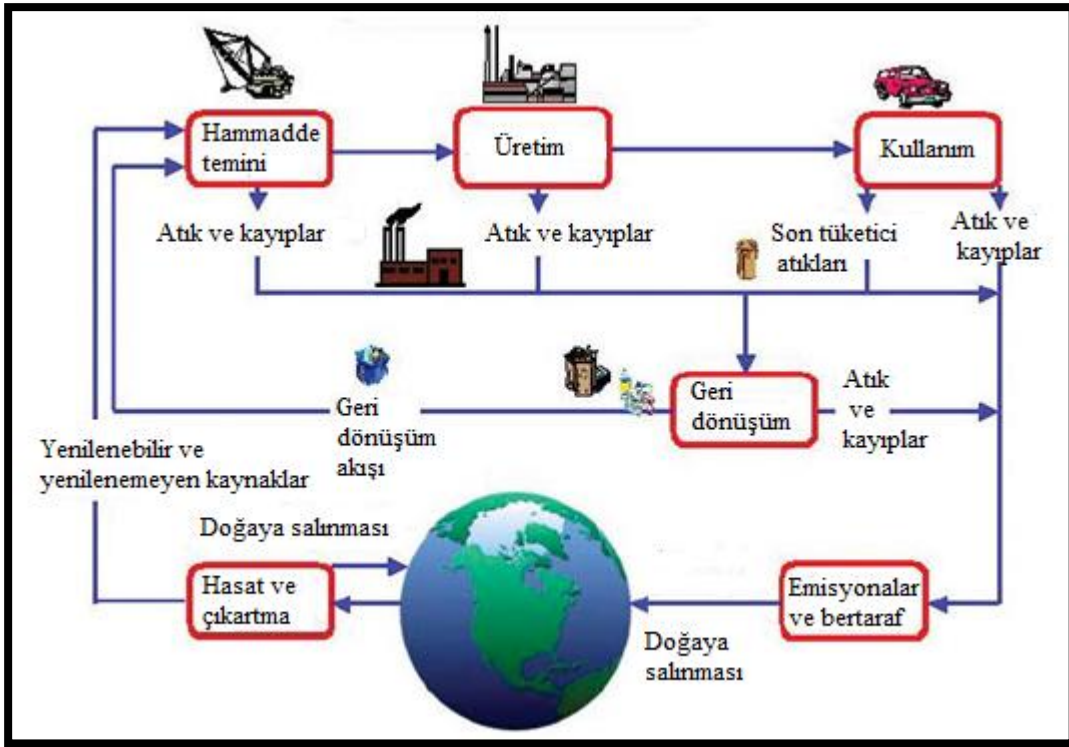 Hammadde
temini
Üretim
Kullanım
Atık ve kayıplar
Atık ve kayıplar
Son tüketici
atıkları
Atık ve
kayıplar
Geri
dönüşüm
akışı
Geri
dönüşüm
Atık
ve
kayıplar
Yenilenebilir ve
yenilenemeyen kaynaklar
Doğaya salınması
Hasat ve
çıkartma
Doğaya
salınması
Emisyonalar
ve bertaraf